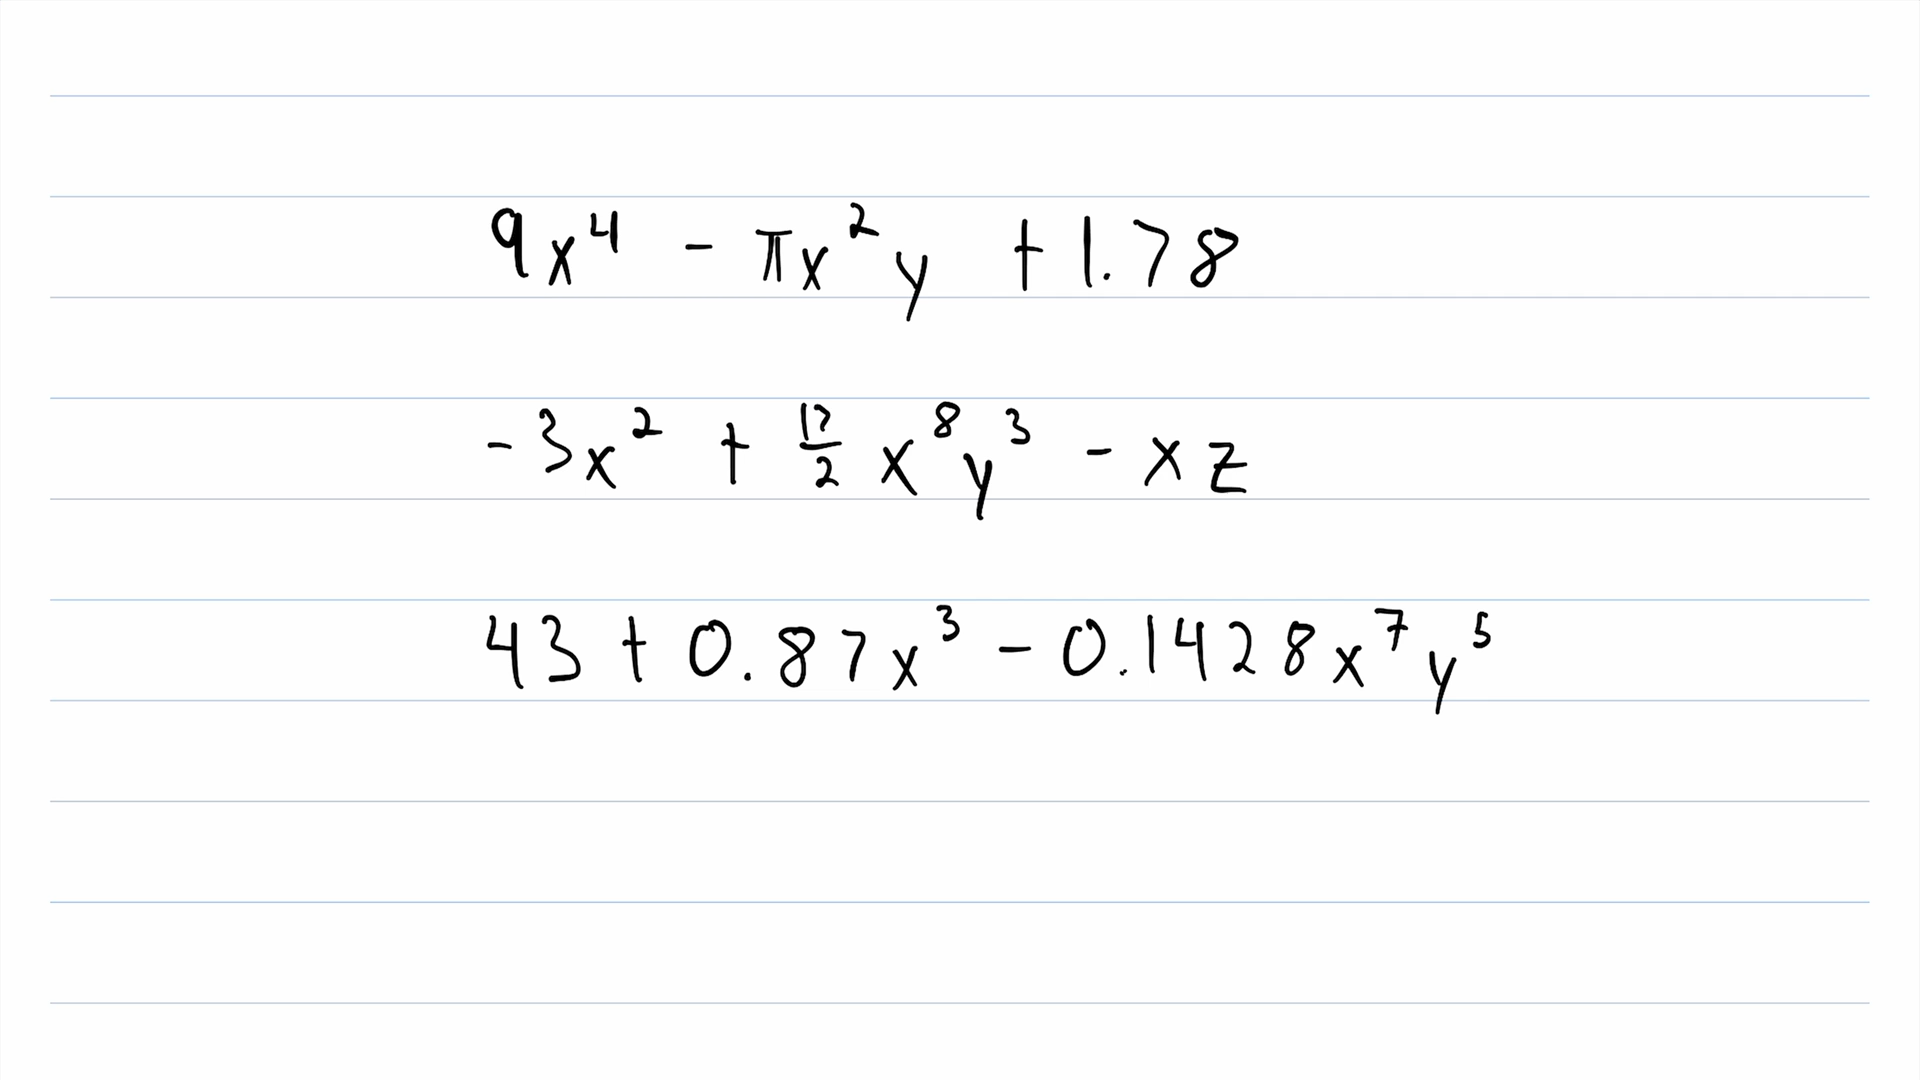 9x⁴ - πx²y + 1.78
-3x² + 17/2 x⁸y³ - xz
43 + 0.87x³ - 0.1428x⁷y⁵